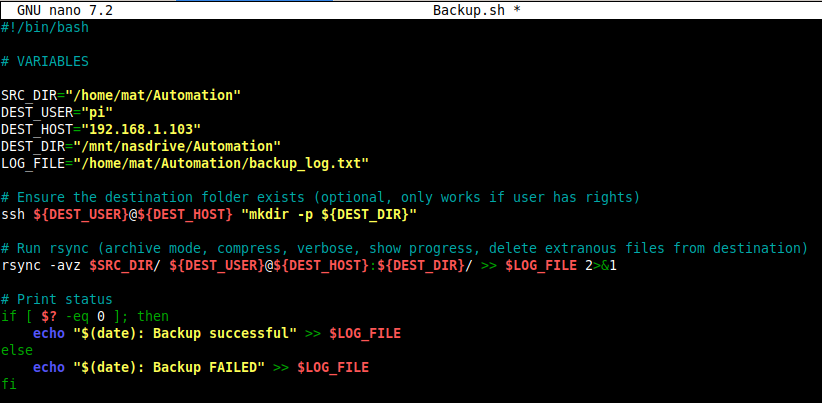 GNU nano 7.2 Backup.sh *
#!/bin/bash
# VARIABLES
SRC_DIR="/home/mat/Automation"
DEST_USER="pi"
DEST_HOST="192.168.1.103"
DEST_DIR="/mnt/nasdrive/Automation"
LOG_FILE="/home/mat/Automation/backup_log.txt"
# Ensure the destination folder exists (optional, only works if user has rights)
ssh ${DEST_USER}@${DEST_HOST} "mkdir -p ${DEST_DIR}"
# Run rsync (archive mode, compress, verbose, show progress, delete extranous files from destination)
rsync -avz $SRC_DIR/ ${DEST_USER}@${DEST_HOST}:${DEST_DIR}/ >> $LOG_FILE 2>&1
# Print status
if [ $? -eq 0 ]; then
    echo "$(date): Backup successful" >> $LOG_FILE
else
    echo "$(date): Backup FAILED" >> $LOG_FILE
fi